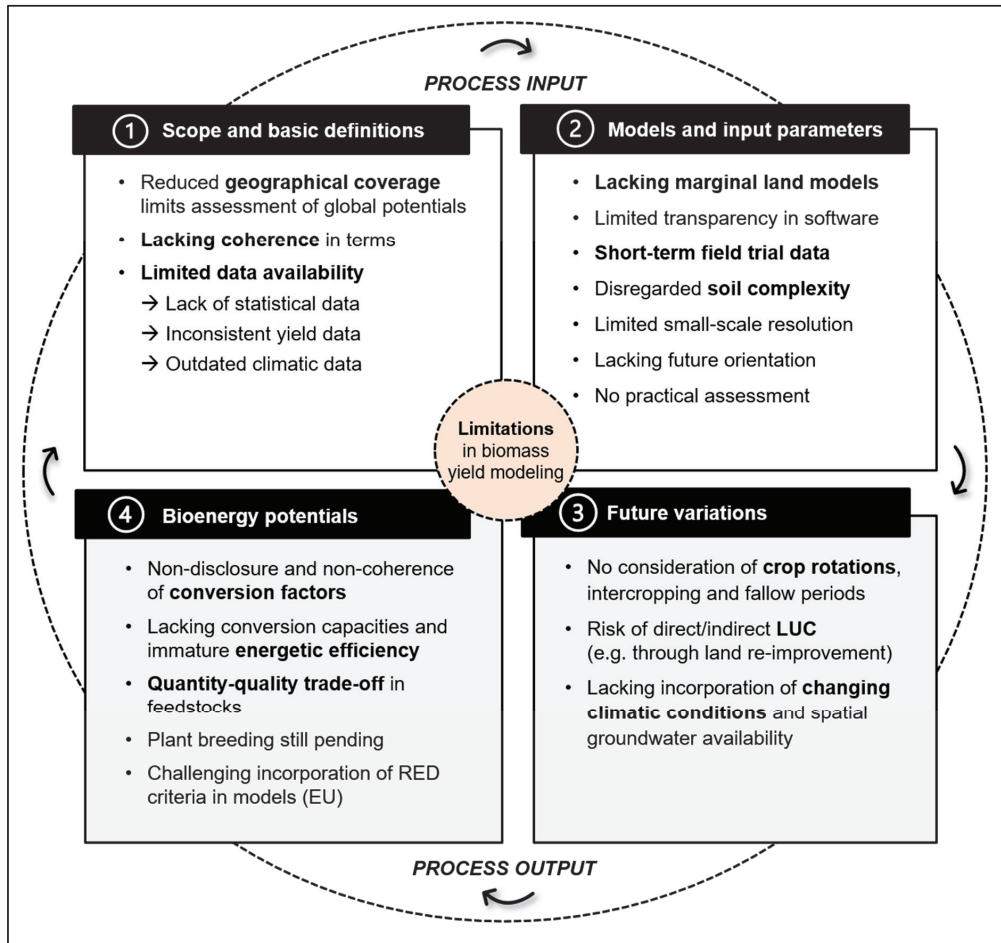 PROCESS INPUT
1 Scope and basic definitions
• Reduced geographical coverage
limits assessment of global potentials
• Lacking coherence in terms
• Limited data availability
→ Lack of statistical data
→ Inconsistent yield data
→ Outdated climatic data
2 Models and input parameters
• Lacking marginal land models
• Limited transparency in software
• Short-term field trial data
• Disregarded soil complexity
• Limited small-scale resolution
• Lacking future orientation
• No practical assessment
Limitations
in biomass
yield modeling
4 Bioenergy potentials
• Non-disclosure and non-coherence
of conversion factors
• Lacking conversion capacities and
immature energetic efficiency
• Quantity-quality trade-off in
feedstocks
• Plant breeding still pending
• Challenging incorporation of RED
criteria in models (EU)
3 Future variations
• No consideration of crop rotations,
intercropping and fallow periods
• Risk of direct/indirect LUC
(e.g. through land re-improvement)
• Lacking incorporation of changing
climatic conditions and spatial
groundwater availability
PROCESS OUTPUT